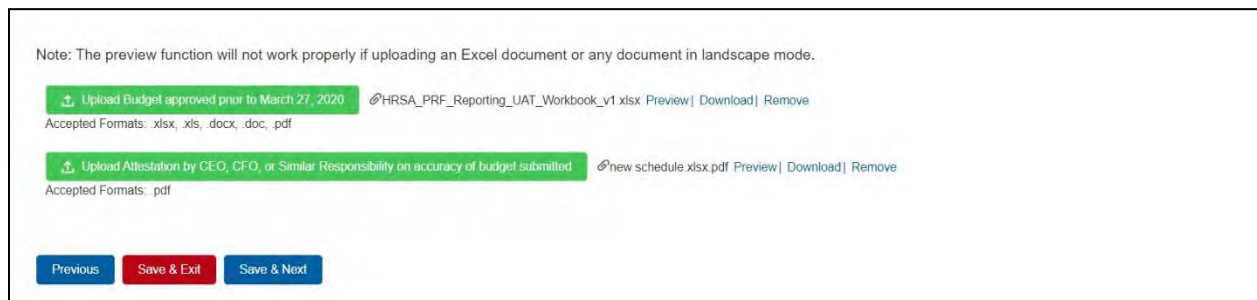 Note: The preview function will not work properly if uploading an Excel document or any document in landscape mode.
Upload Budget approved prior to March 27, 2020 HRSA_PRF_Reporting_UAT_Workbook_v1.xlsx Preview | Download | Remove
Accepted Formats: .xlsx, .xls, .docx, .doc, .pdf
Upload Attestation by CEO, CFO, or Similar Responsibility on accuracy of budget submitted new schedule.xlsx.pdf Preview | Download | Remove
Accepted Formats: .pdf
Previous Save & Exit Save & Next